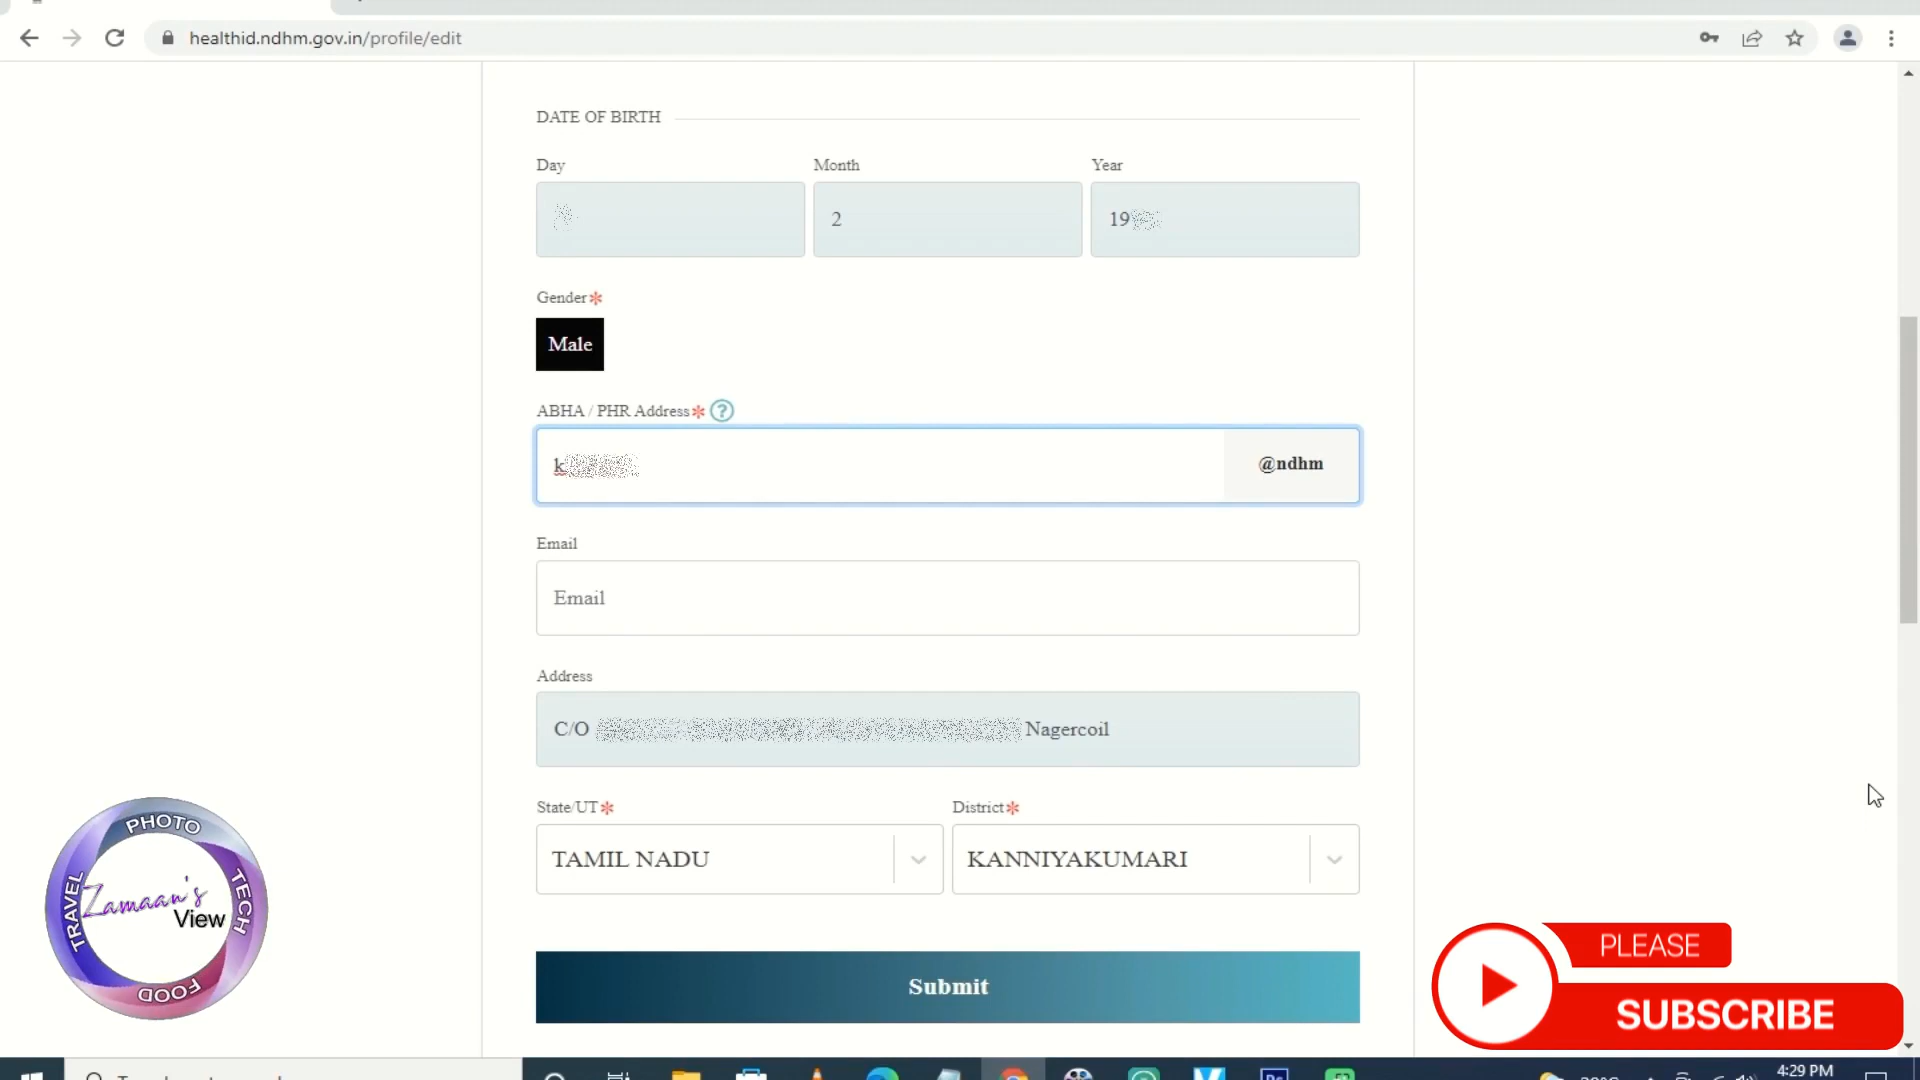 healthid.ndhm.gov.in/profile/edit
DATE OF BIRTH
Day Month Year
2 19
Gender*
Male
ABHA / PHR Address* ?
k @ndhm
Email
Email
Address
C/O Nagercoil
State/UT* District*
TAMIL NADU KANNIYAKUMARI
Submit
PHOTO
TECH
FOOD
TRAVEL
Zamaan's
View
PLEASE
SUBSCRIBE
4:29 PM